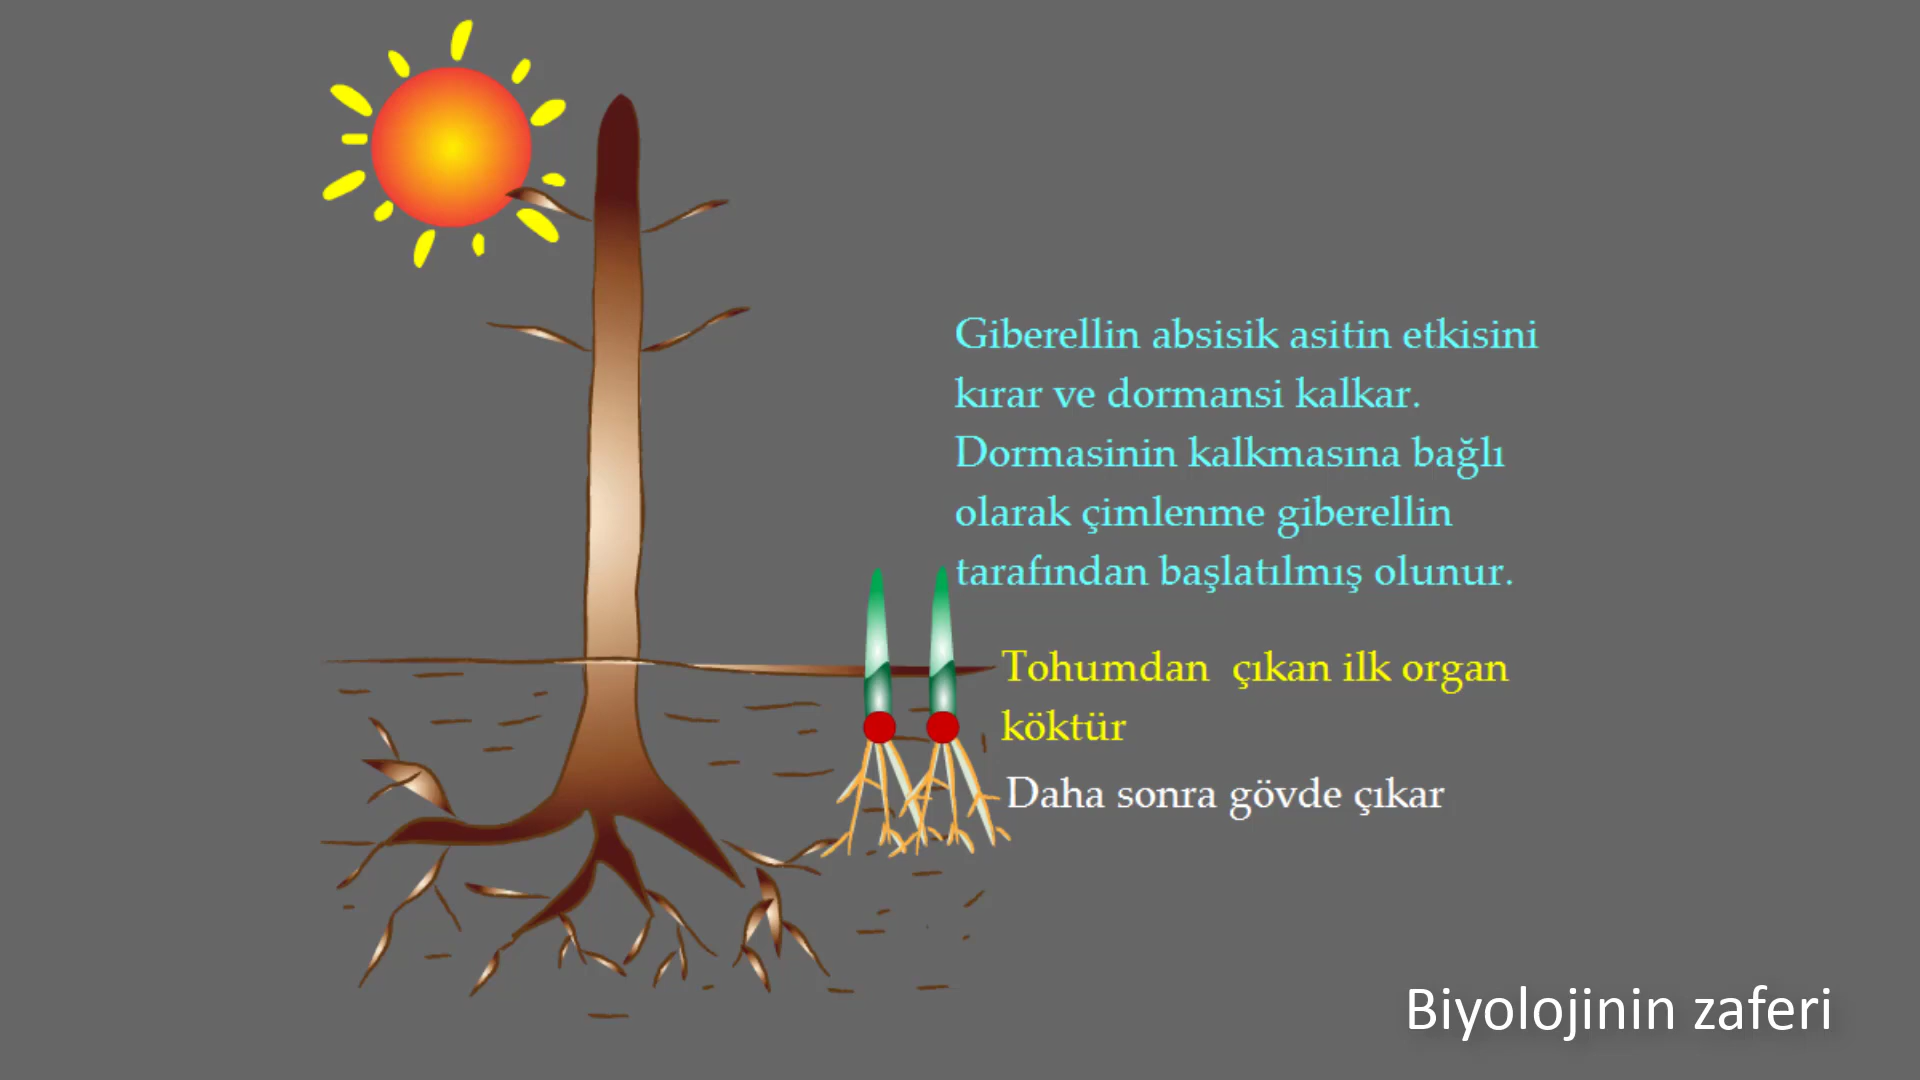 Giberellin absisik asitin etkisini
kırar ve dormansi kalkar.
Dormasinin kalkmasına bağlı
olarak çimlenme giberellin
tarafından başlatılmış olunur.
Tohumdan çıkan ilk organ
köktür
Daha sonra gövde çıkar
Biyolojinin zaferi